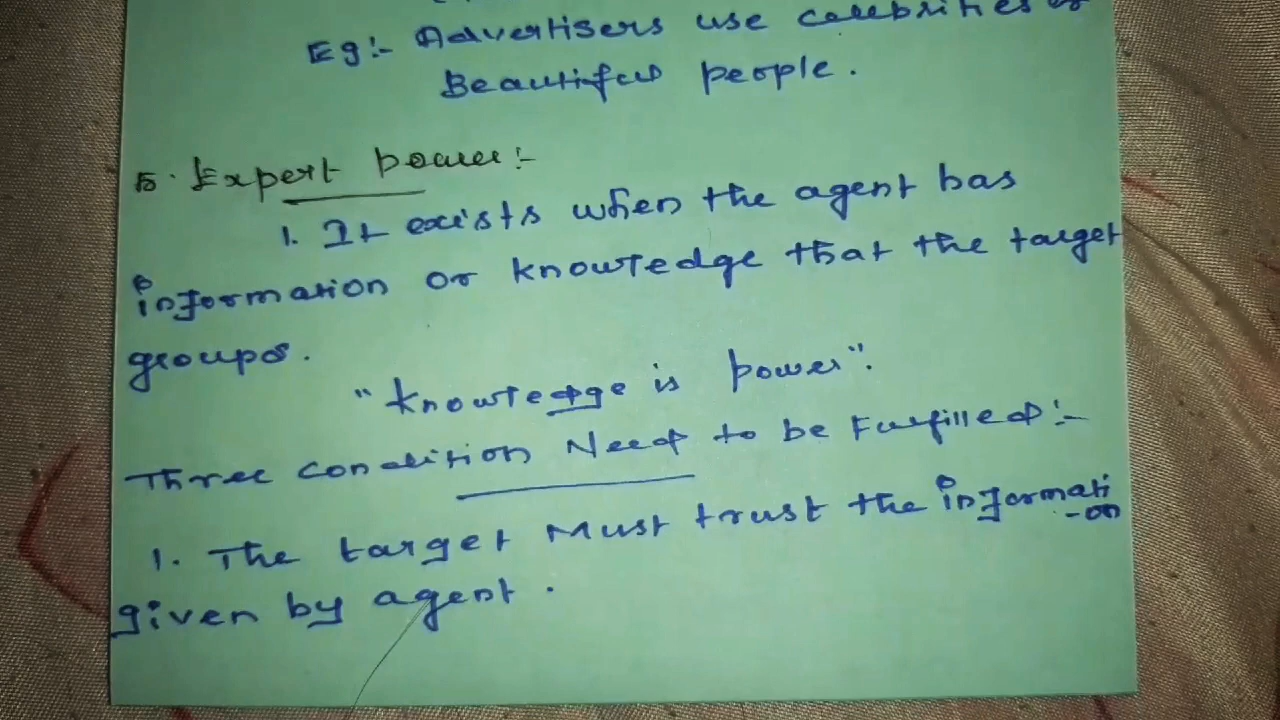 Eg:- Advertisers use celebrities or
Beautiful people.
5. Expert power:-
1. It exists when the agent has
information or knowledge that the target
groups.
"knowledge is power".
Three condition Need to be Fulfilled:-
1. The target Must trust the informati
-on
given by agent.